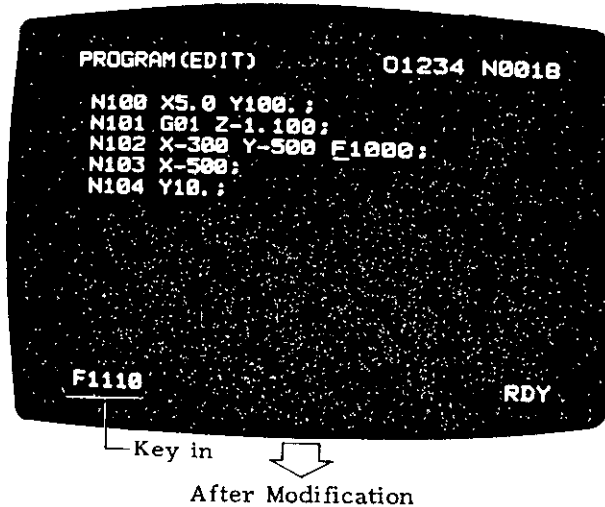 PROGRAM(EDIT) O1234 N0018
N100 X5.0 Y100.;
N101 G01 Z-1.100;
N102 X-300 Y-500 F1000;
N103 X-500;
N104 Y10.;
F1110 RDY
Key in
After Modification